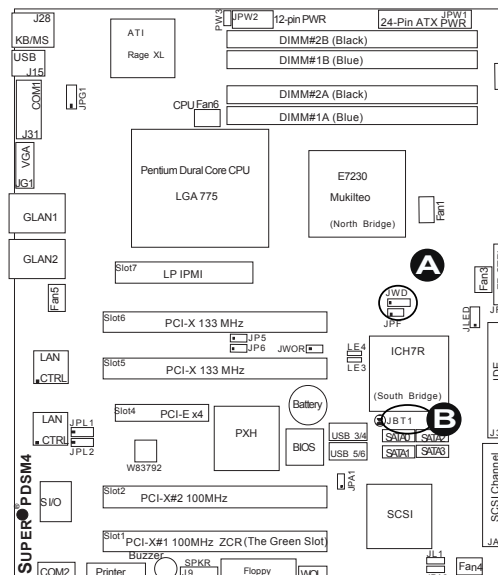 J28
KB/MS
USB
J15
COM1
J31
VGA
JG1
GLAN1
GLAN2
Fan5
LAN
CTRL
LAN
CTRL
JPL1
JPL2
SI/O
SUPER PDSM4
COM2
Printer
JPG1
ATI
Rage XL
PW3
JPW2
12-pin PWR
JPW1
24-Pin ATX PWR
DIMM#2B (Black)
DIMM#1B (Blue)
DIMM#2A (Black)
DIMM#1A (Blue)
CPU Fan6
Pentium Dural Core CPU
LGA 775
E7230
Mukilteo
(North Bridge)
Fan1
A
Fan3
JWD
JPF
JLED
Slot7
LP IPMI
Slot6
PCI-X 133 MHz
JP5
JP6
JWOR
LE4
LE3
ICH7R
(South Bridge)
IDE
Slot5
PCI-X 133 MHz
Slot4
PCI-E x4
PXH
Battery
BIOS
JBT1
B
USB 3/4
USB 5/6
SATA0
SATA2
SATA1
SATA3
W83792
JPA1
SCSI
SCSI Channel
JA
Slot2
PCI-X#2 100MHz
Slot1
PCI-X#1 100MHz ZCR (The Green Slot)
Buzzer
SPKR
J9
Floppy
WOL
JL1
Fan4